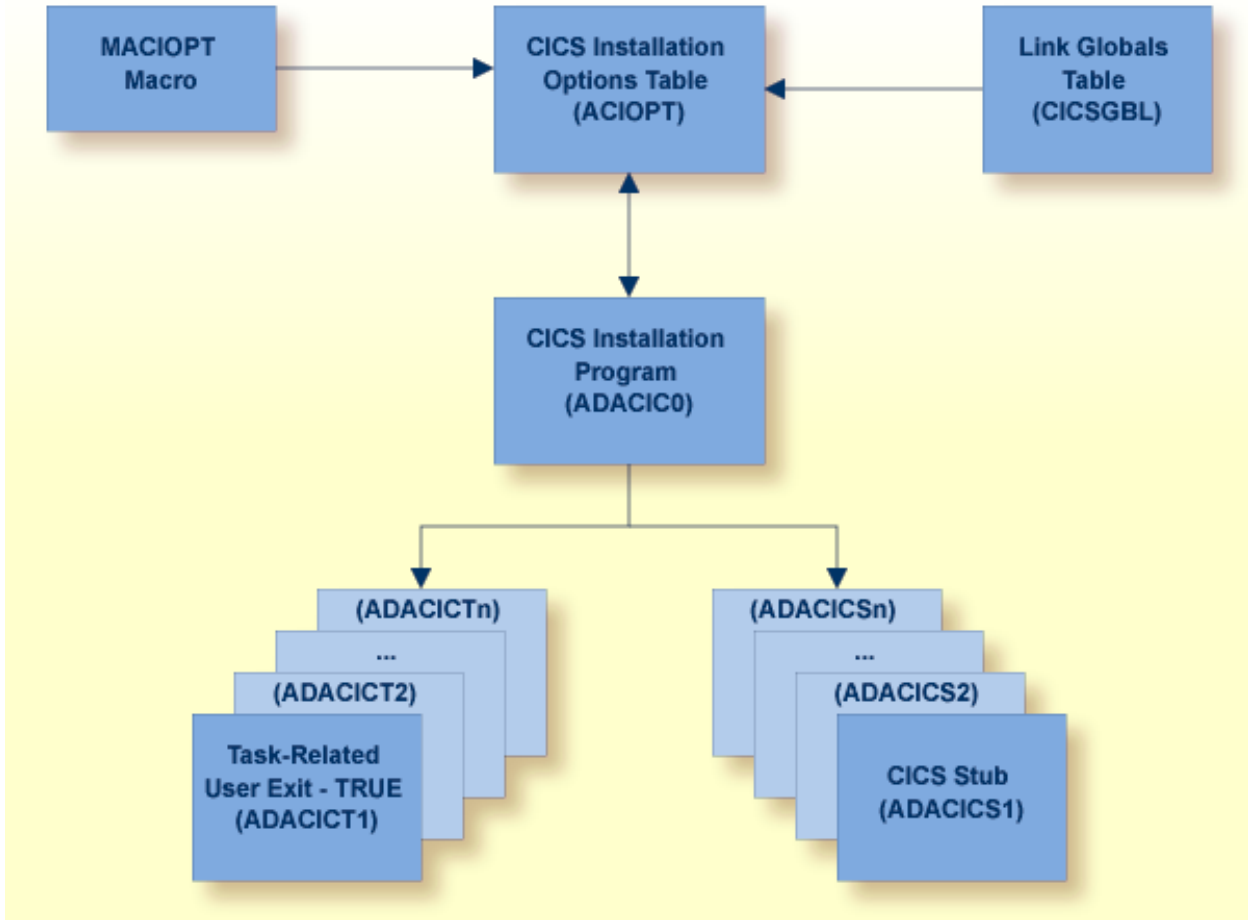 MACIOPT
Macro
CICS Installation
Options Table
(ACIOPT)
Link Globals
Table
(CICSGBL)
CICS Installation
Program
(ADACIC0)
(ADACICTn)
...
(ADACICT2)
Task-Related
User Exit - TRUE
(ADACICT1)
(ADACICSn)
...
(ADACICS2)
CICS Stub
(ADACICS1)